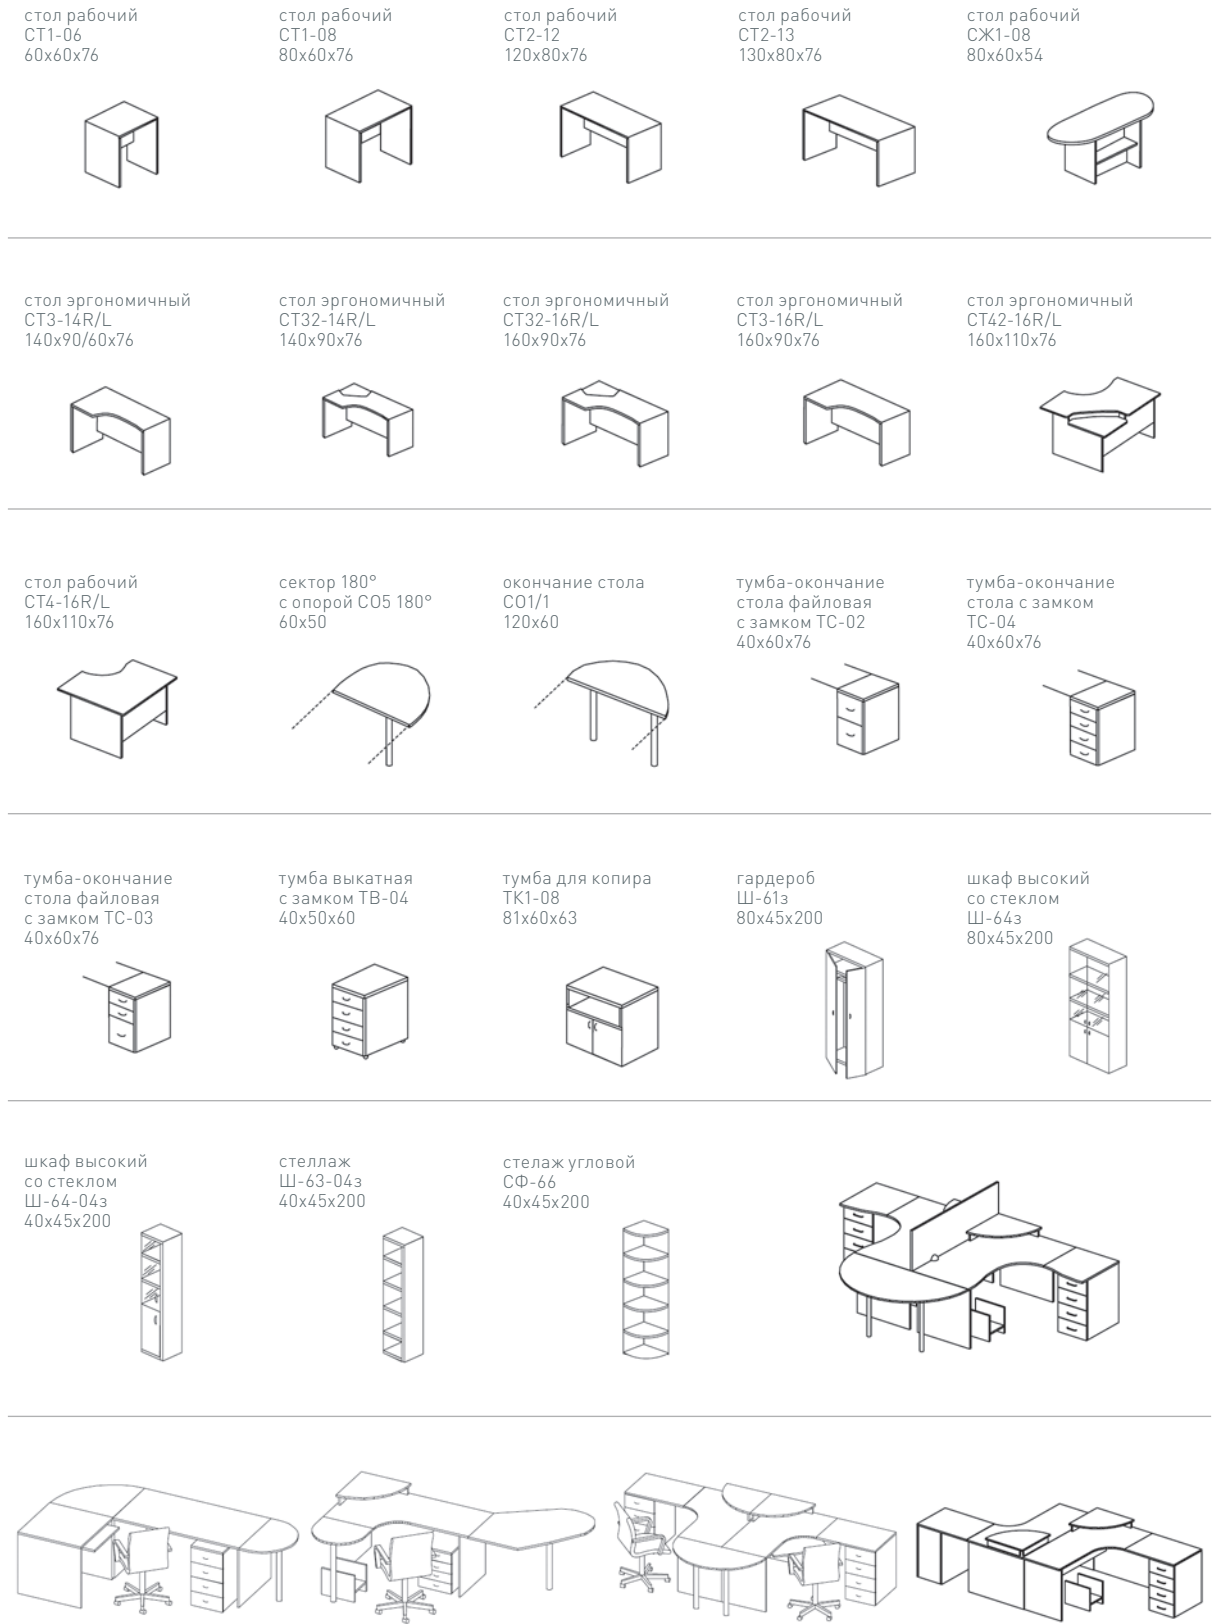 стол рабочий
СТ1-06
60х60х76
стол рабочий
СТ1-08
80х60х76
стол рабочий
СТ2-12
120х80х76
стол рабочий
СТ2-13
130х80х76
стол рабочий
СЖ1-08
80х60х54
стол эргономичный
СТ3-14R/L
140х90/60х76
стол эргономичный
СТ32-14R/L
140х90х76
стол эргономичный
СТ32-16R/L
160х90х76
стол эргономичный
СТ3-16R/L
160х90х76
стол эргономичный
СТ42-16R/L
160х110х76
стол рабочий
СТ4-16R/L
160х110х76
сектор 180°
с опорой СО5 180°
60х50
окончание стола
СО1/1
120х60
тумба-окончание
стола файловая
с замком ТС-02
40х60х76
тумба-окончание
стола с замком
ТС-04
40х60х76
тумба-окончание
стола файловая
с замком ТС-03
40х60х76
тумба выкатная
с замком ТВ-04
40х50х60
тумба для копира
ТК1-08
81х60х63
гардероб
Ш-61з
80х45х200
шкаф высокий
со стеклом
Ш-64з
80х45х200
шкаф высокий
со стеклом
Ш-64-04з
40х45х200
стеллаж
Ш-63-04з
40х45х200
стелаж угловой
СФ-66
40х45х200